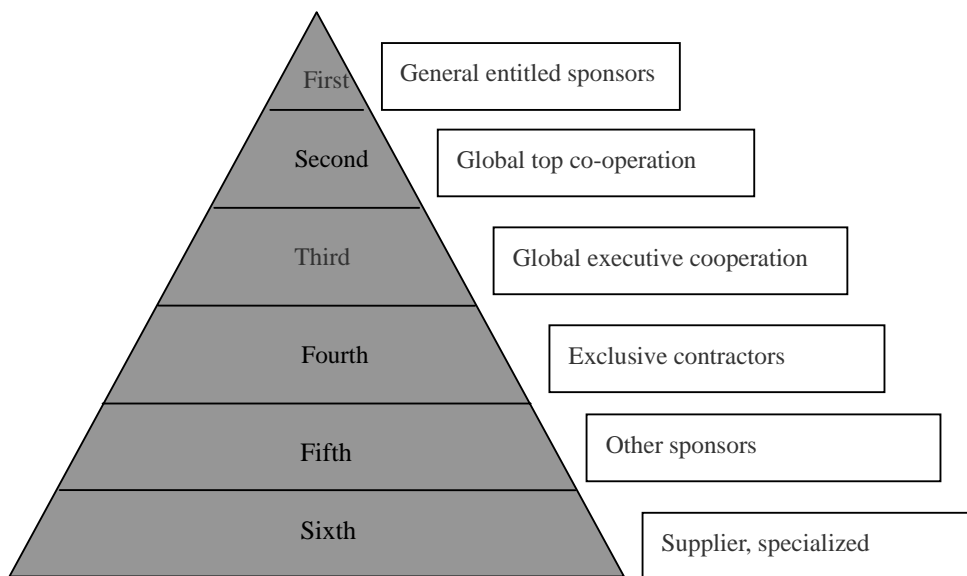 First
General entitled sponsors
Second
Global top co-operation
Third
Global executive cooperation
Fourth
Exclusive contractors
Fifth
Other sponsors
Sixth
Supplier, specialized